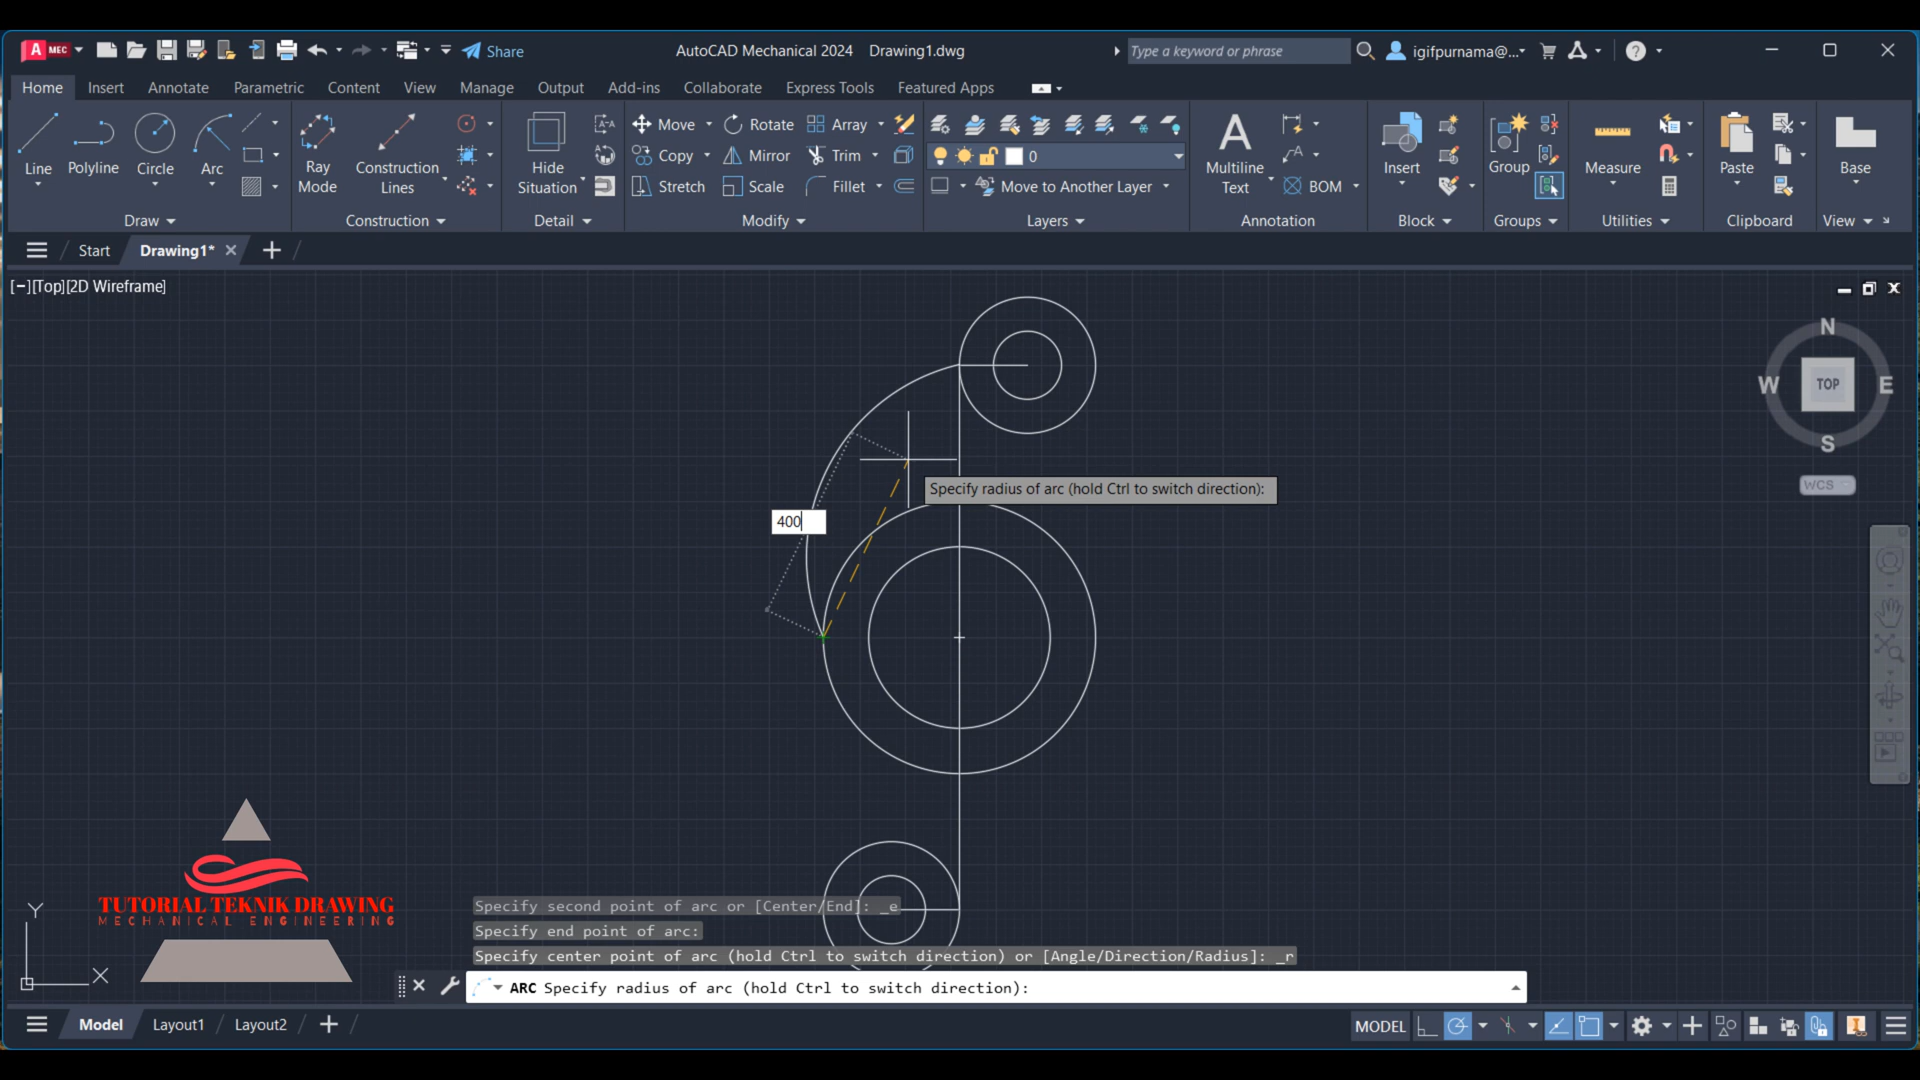 A MEC
Share
AutoCAD Mechanical 2024 Drawing1.dwg
Type a keyword or phrase
igifpurnama@...
Home Insert Annotate Parametric Content View Manage Output Add-ins Collaborate Express Tools Featured Apps
Line Polyline Circle Arc
Ray Mode
Construction Lines
Hide Situation
Move Rotate Array
Copy Mirror Trim
Stretch Scale Fillet
0
Move to Another Layer
Multiline Text
BOM
Insert
Group
Measure
Paste
Base
Draw Construction Detail Modify Layers Annotation Block Groups Utilities Clipboard View
Start Drawing1*
[−][Top][2D Wireframe]
N
W TOP E
S
WCS
Specify radius of arc (hold Ctrl to switch direction):
400
TUTORIAL TEKNIK DRAWING
MECHANICAL ENGINEERING
Y
X
Specify second point of arc or [Center/End]: _e
Specify end point of arc:
Specify center point of arc (hold Ctrl to switch direction) or [Angle/Direction/Radius]: _r
ARC Specify radius of arc (hold Ctrl to switch direction):
Model Layout1 Layout2
MODEL